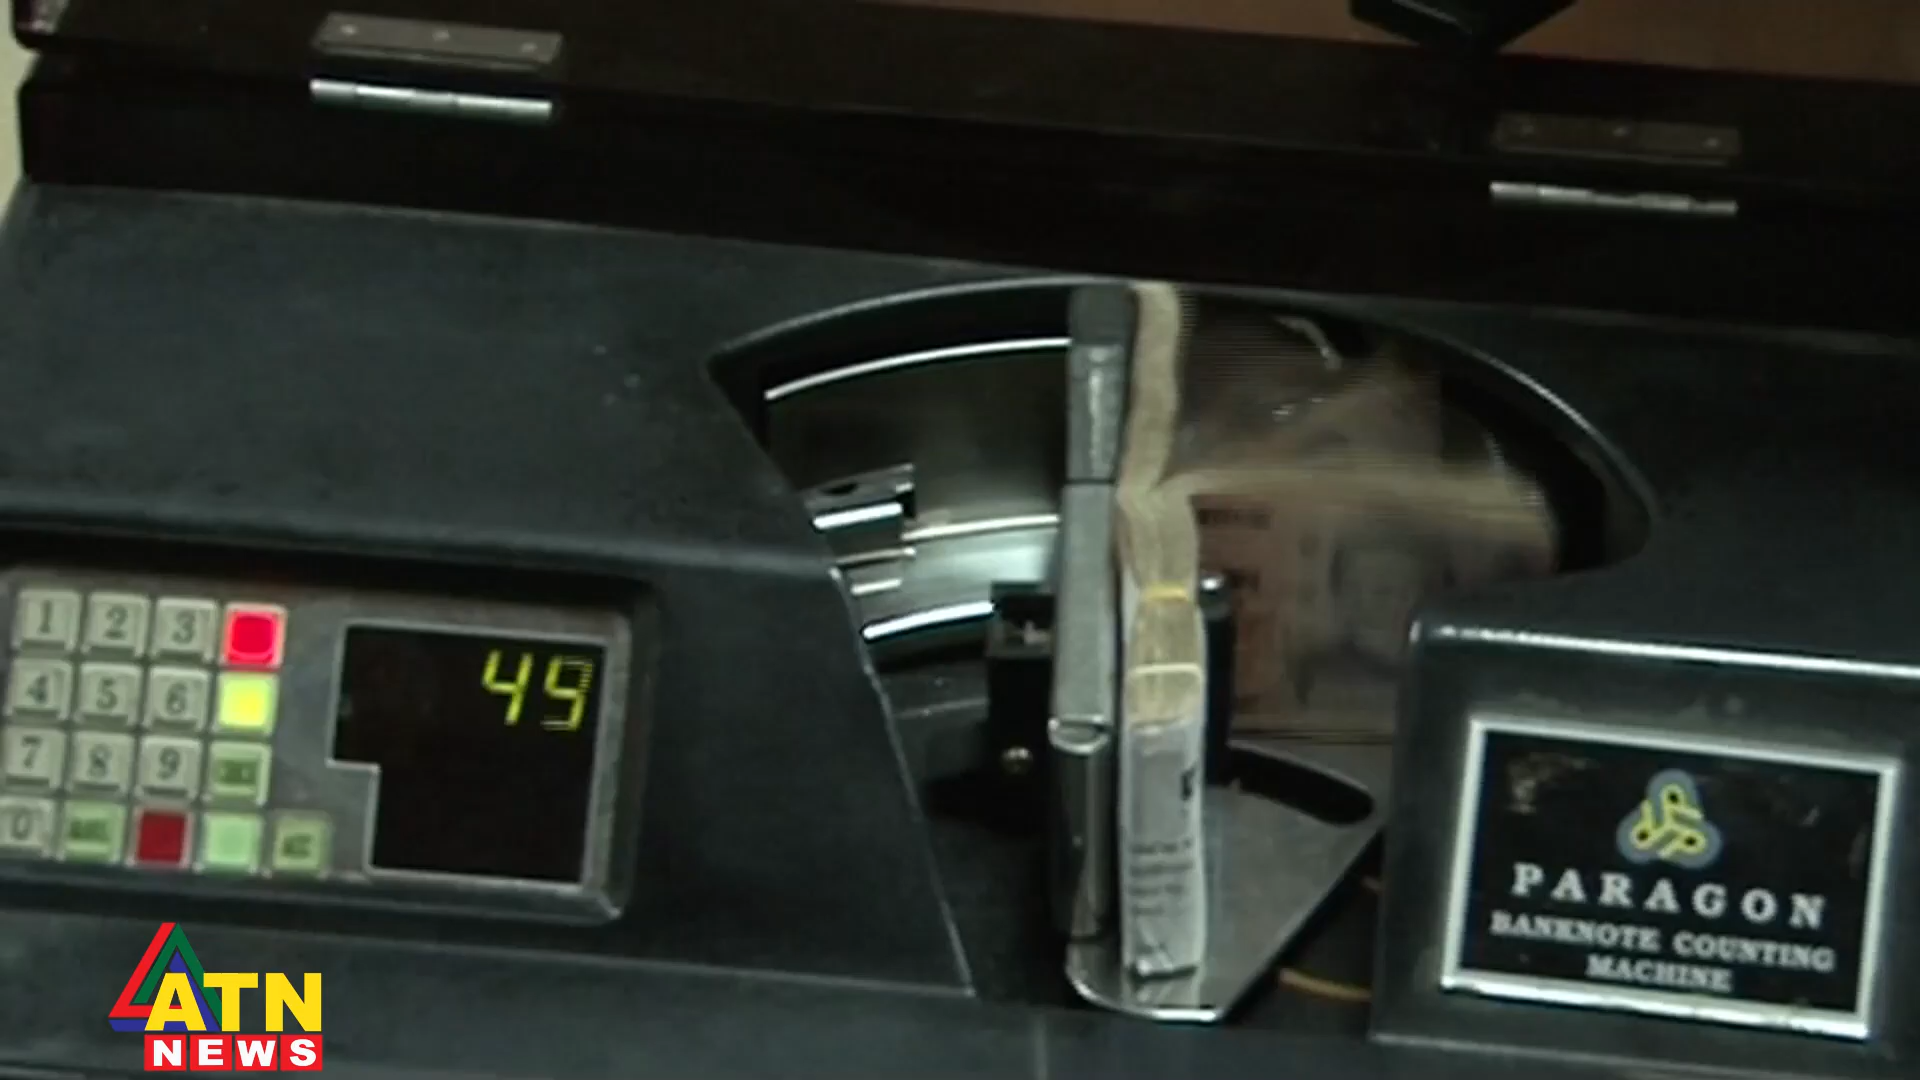 1 2 3
4 5 6
7 8 9
0
49
PARAGON
BANKNOTE COUNTING
MACHINE
ATN
NEWS